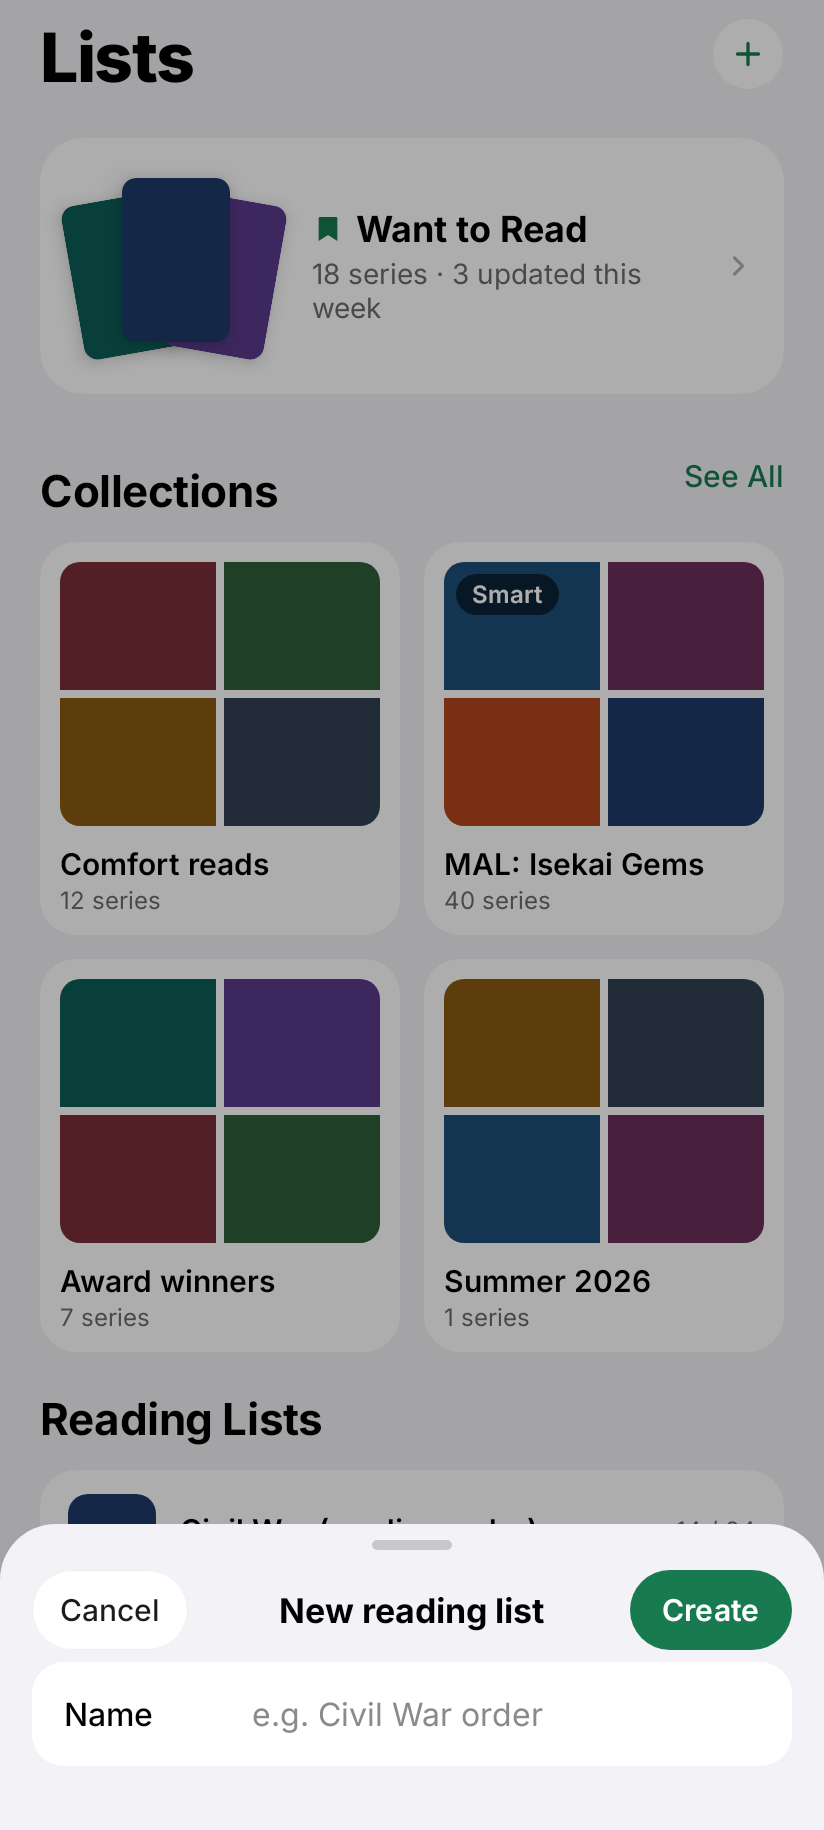 Lists
Want to Read
18 series · 3 updated this
week
Collections
See All
Smart
Comfort reads
12 series
MAL: Isekai Gems
40 series
Award winners
7 series
Summer 2026
1 series
Reading Lists
Cancel
New reading list
Create
Name
e.g. Civil War order